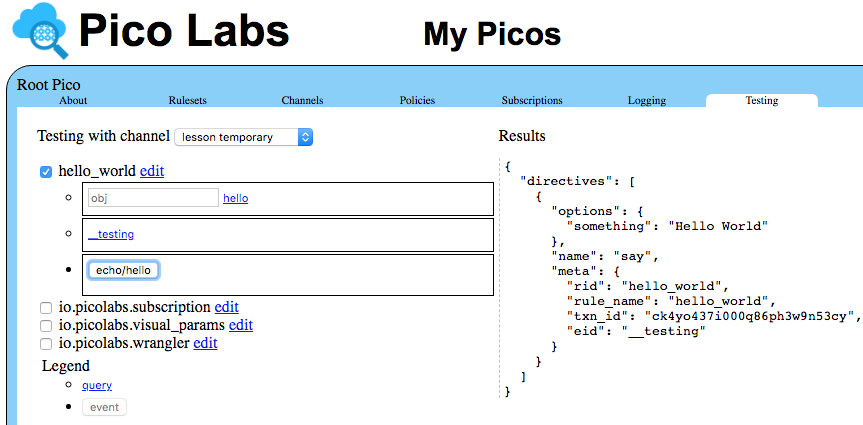 Pico Labs
My Picos
Root Pico
About Rulesets Channels Policies Subscriptions Logging Testing
Testing with channel lesson temporary
hello_world edit
obj hello
__testing
echo/hello
io.picolabs.subscription edit
io.picolabs.visual_params edit
io.picolabs.wrangler edit
Legend
query
event
Results
{
  "directives": [
    {
      "options": {
        "something": "Hello World"
      },
      "name": "say",
      "meta": {
        "rid": "hello_world",
        "rule_name": "hello_world",
        "txn_id": "ck4yo437i000q86ph3w9n53cy",
        "eid": "__testing"
      }
    }
  ]
}